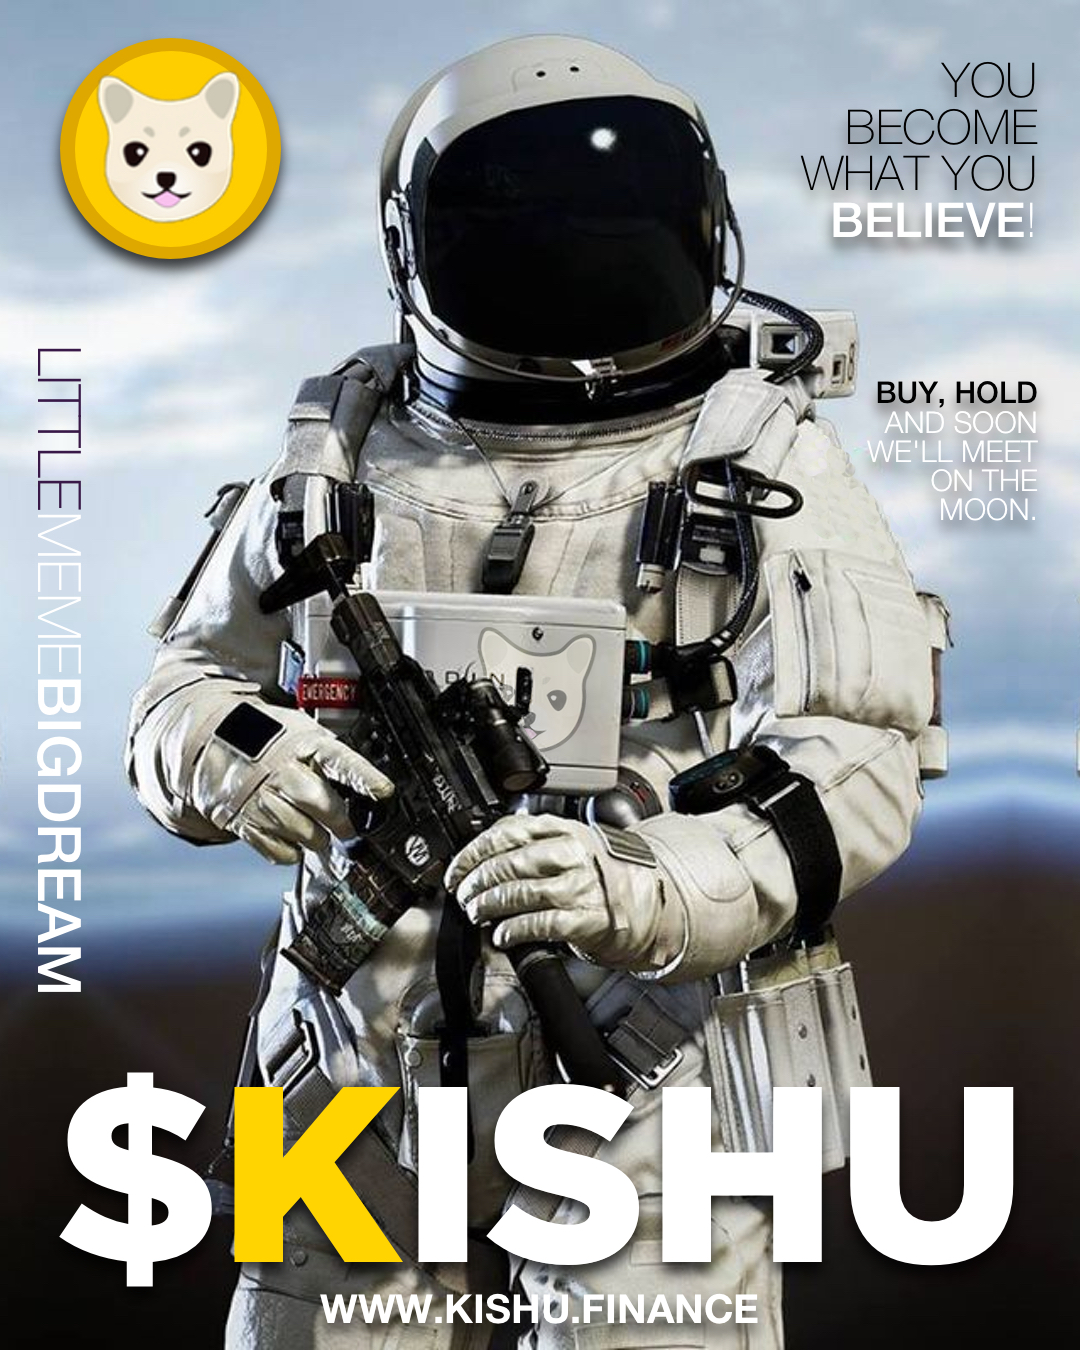 YOU
BECOME
WHAT YOU
BELIEVE!
BUY, HOLD
AND SOON
WE'LL MEET
ON THE
MOON.
LITTLEMEMEBIGDREAM
EMERGENCY
$KISHU
WWW.KISHU.FINANCE